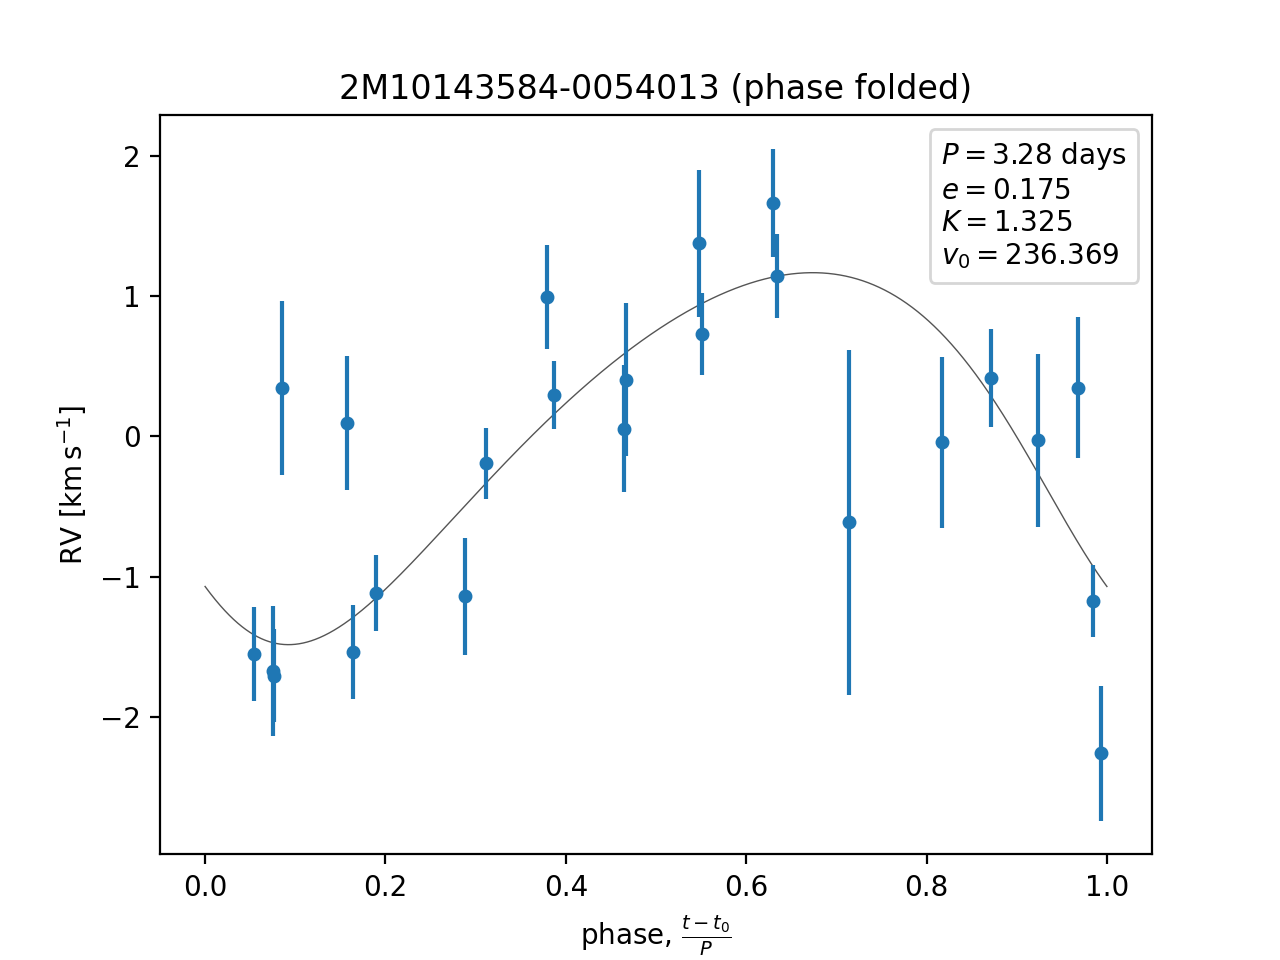 2M10143584-0054013 (phase folded)
P = 3.28 days
e = 0.175
K = 1.325
v₀ = 236.369
2
1
0
−1
−2
RV [km s⁻¹]
0.0 0.2 0.4 0.6 0.8 1.0
phase, (t − t₀)/P